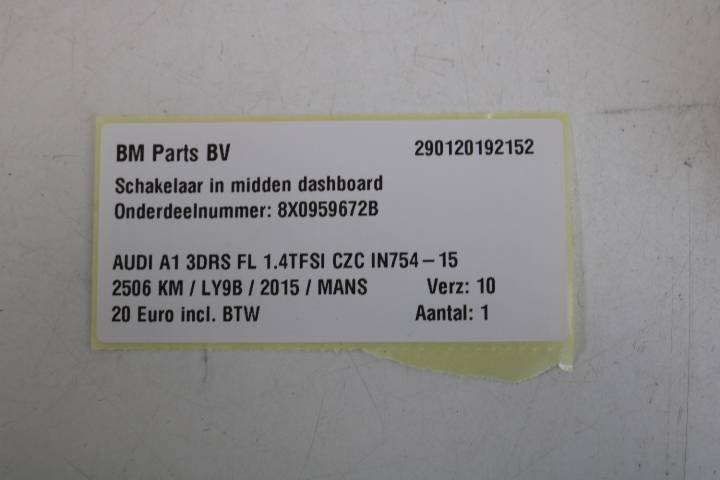 BM Parts BV 290120192152
Schakelaar in midden dashboard
Onderdeelnummer: 8X0959672B
AUDI A1 3DRS FL 1.4TFSI CZC IN754-15
2506 KM / LY9B / 2015 / MANS Verz: 10
20 Euro incl. BTW Aantal: 1